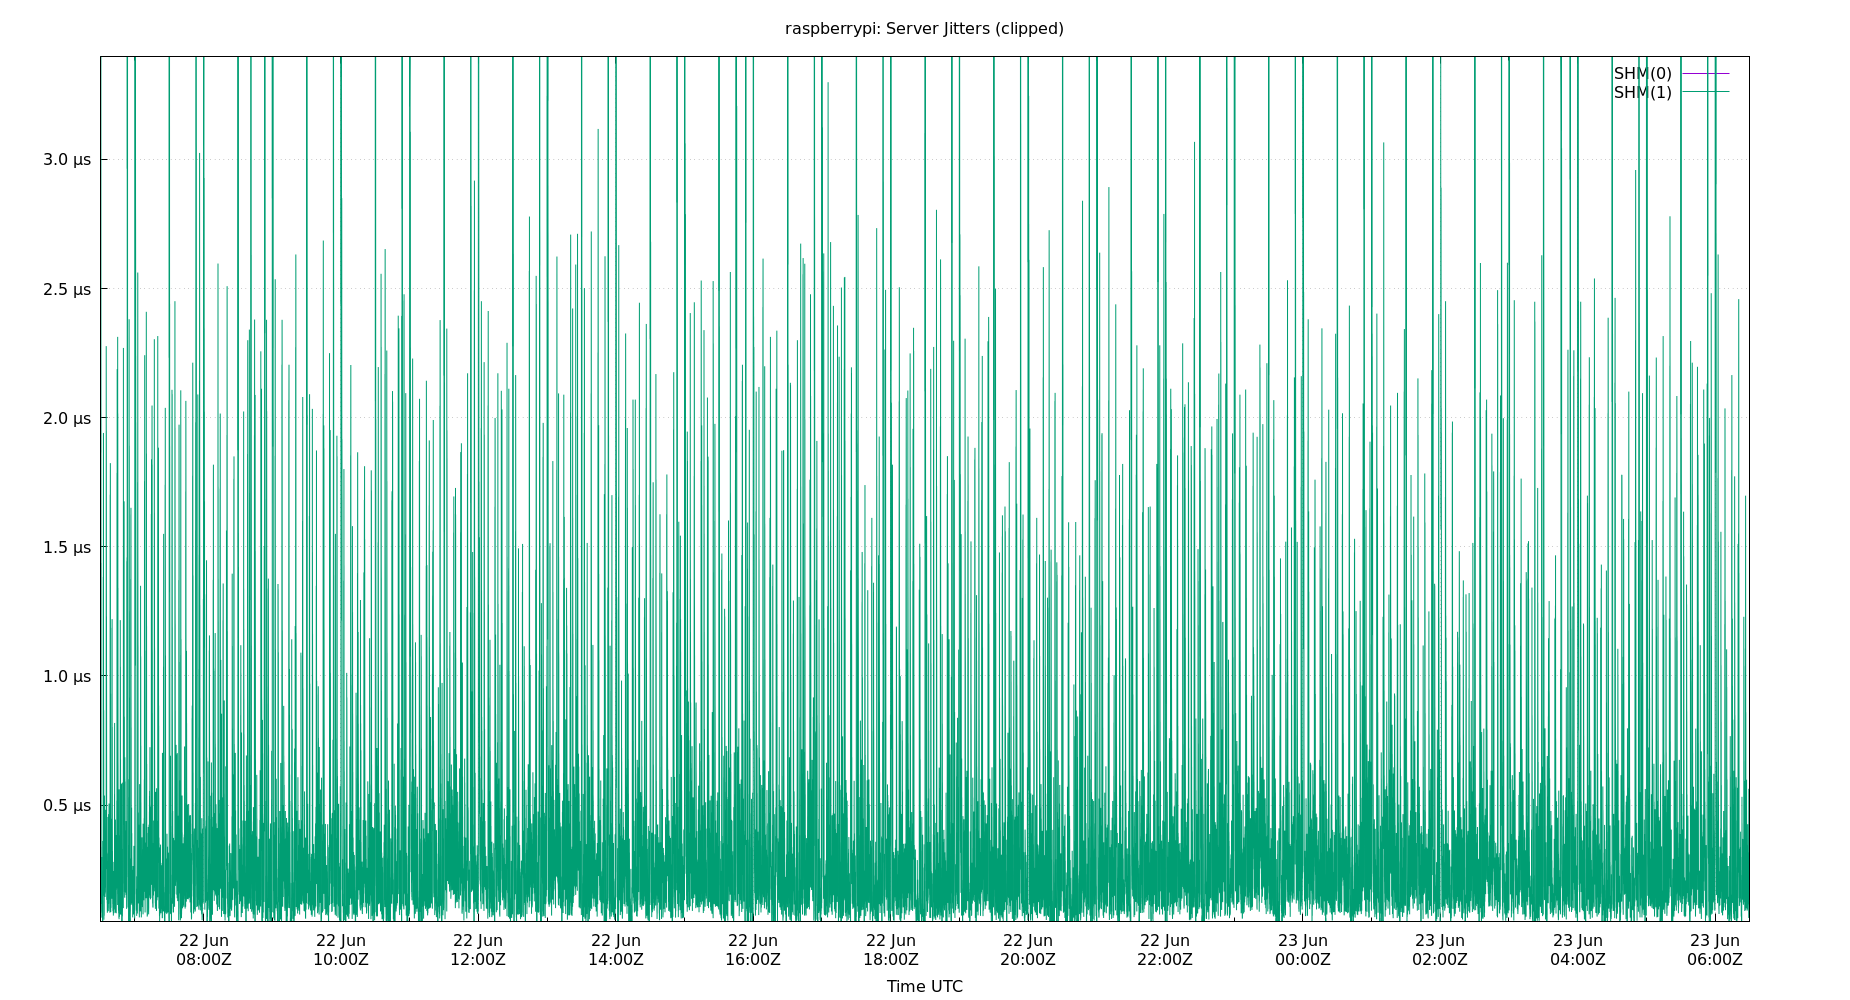 raspberrypi: Server Jitters (clipped)
SHM(0)
SHM(1)
3.0 μs
2.5 μs
2.0 μs
1.5 μs
1.0 μs
0.5 μs
22 Jun 22 Jun 22 Jun 22 Jun 22 Jun 22 Jun 22 Jun 22 Jun 23 Jun 23 Jun 23 Jun 23 Jun
08:00Z 10:00Z 12:00Z 14:00Z 16:00Z 18:00Z 20:00Z 22:00Z 00:00Z 02:00Z 04:00Z 06:00Z
Time UTC